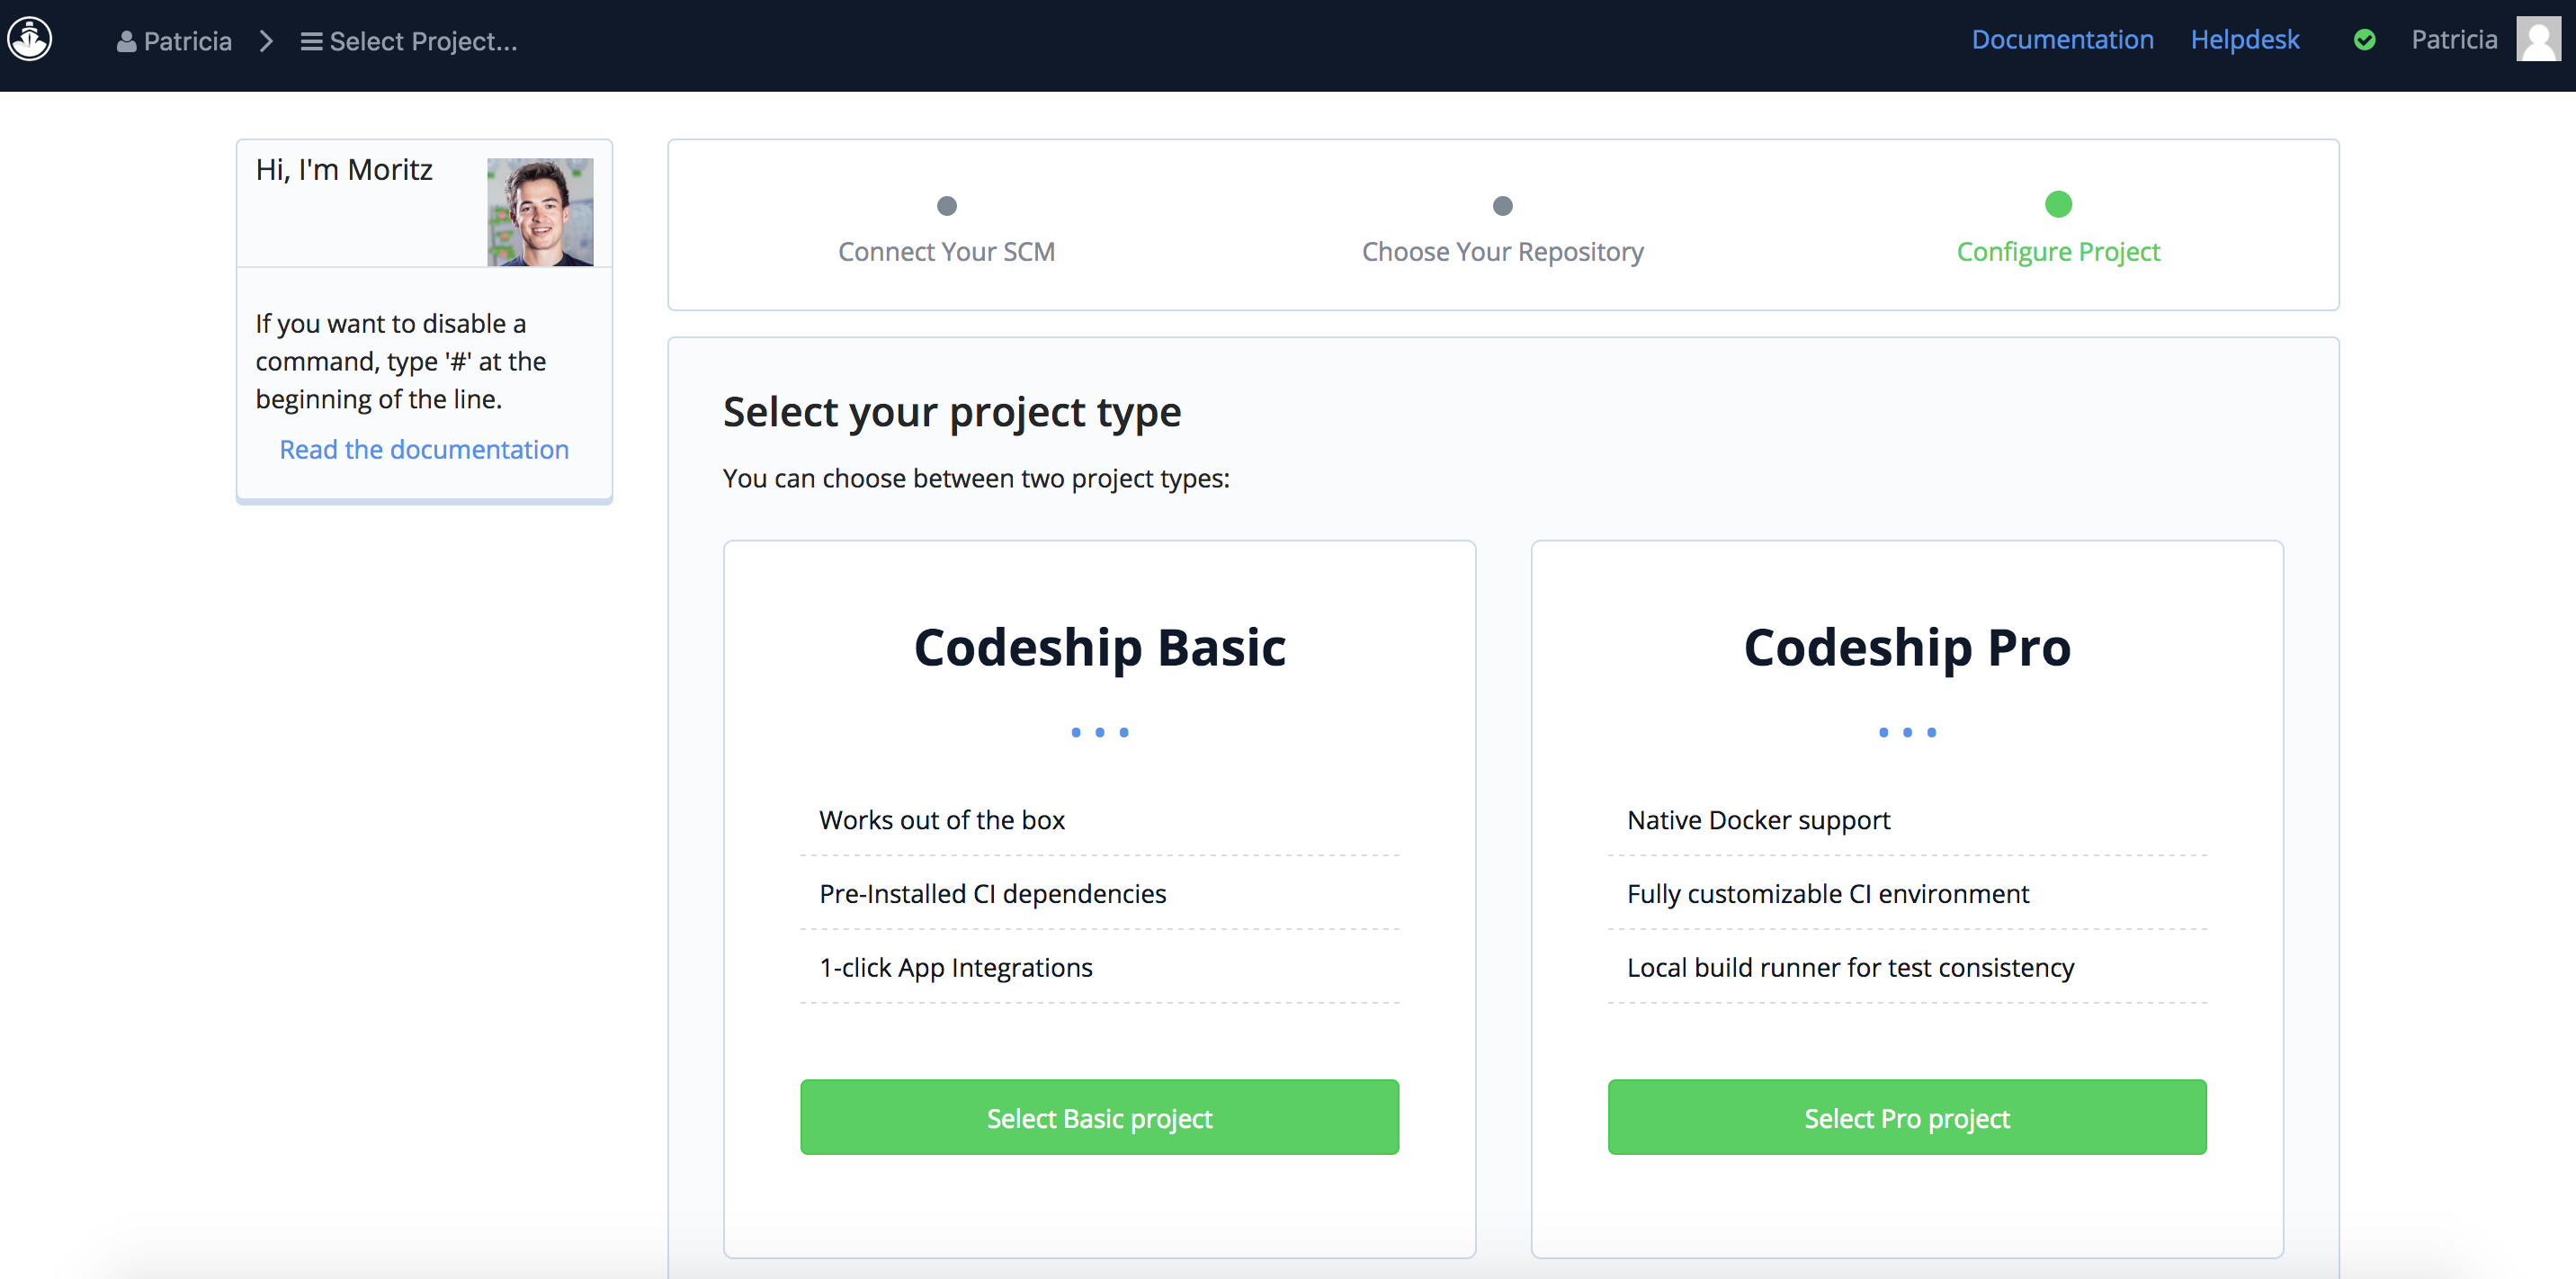 Patricia
Select Project...
Documentation
Helpdesk
Patricia
Hi, I'm Moritz
If you want to disable a
command, type '#' at the
beginning of the line.
Read the documentation
Connect Your SCM
Choose Your Repository
Configure Project
Select your project type
You can choose between two project types:
Codeship Basic
Works out of the box
Pre-Installed CI dependencies
1-click App Integrations
Select Basic project
Codeship Pro
Native Docker support
Fully customizable CI environment
Local build runner for test consistency
Select Pro project